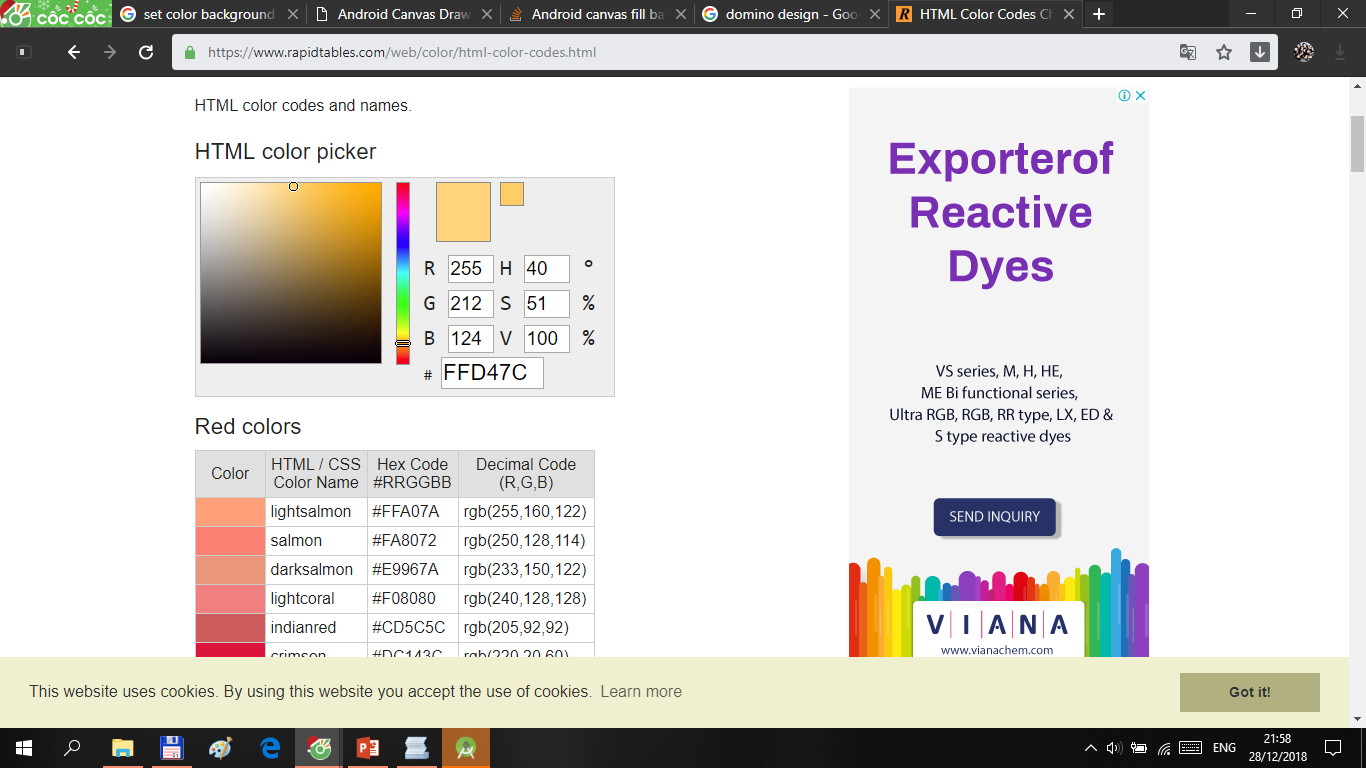 cốc cốc
set color background
Android Canvas Draw
Android canvas fill ba
domino design - Goo
HTML Color Codes Ch
https://www.rapidtables.com/web/color/html-color-codes.html
HTML color codes and names.
HTML color picker
R 255 H 40 °
G 212 S 51 %
B 124 V 100 %
# FFD47C
Red colors
Color HTML / CSS Color Name Hex Code #RRGGBB Decimal Code (R,G,B)
lightsalmon #FFA07A rgb(255,160,122)
salmon #FA8072 rgb(250,128,114)
darksalmon #E9967A rgb(233,150,122)
lightcoral #F08080 rgb(240,128,128)
indianred #CD5C5C rgb(205,92,92)
crimson #DC143C rgb(220,20,60)
Exporterof
Reactive
Dyes
VS series, M, H, HE,
ME Bi functional series,
Ultra RGB, RGB, RR type, LX, ED &
S type reactive dyes
SEND INQUIRY
V|I|A|N|A
www.vianachem.com
This website uses cookies. By using this website you accept the use of cookies. Learn more
Got it!
ENG
21:58
28/12/2018